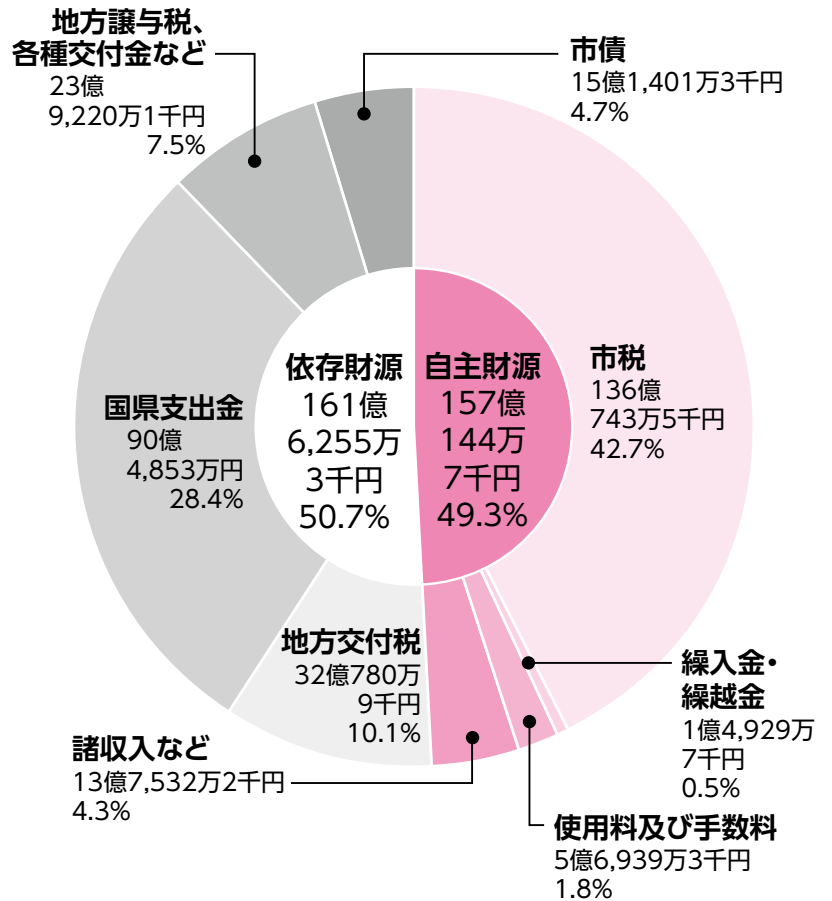 地方譲与税、
各種交付金など
23億
9,220万1千円
7.5%
市債
15億1,401万3千円
4.7%
市税
136億
743万5千円
42.7%
依存財源
161億
6,255万
3千円
50.7%
自主財源
157億
144万
7千円
49.3%
国県支出金
90億
4,853万円
28.4%
地方交付税
32億780万
9千円
10.1%
繰入金・
繰越金
1億4,929万
7千円
0.5%
諸収入など
13億7,532万2千円
4.3%
使用料及び手数料
5億6,939万3千円
1.8%